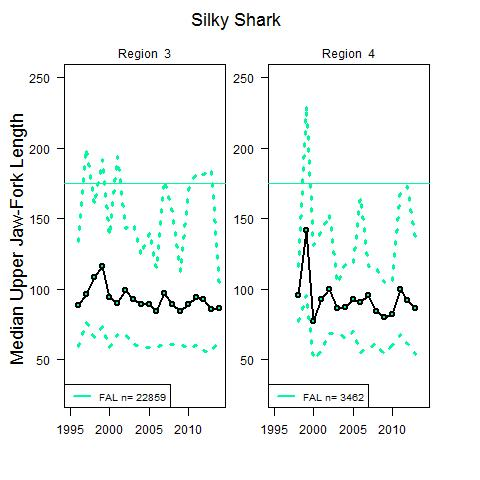 Silky Shark
Region 3
Region 4
Median Upper Jaw-Fork Length
250
200
150
100
50
250
200
150
100
50
FAL n= 22859
FAL n= 3462
1995 2000 2005 2010
1995 2000 2005 2010